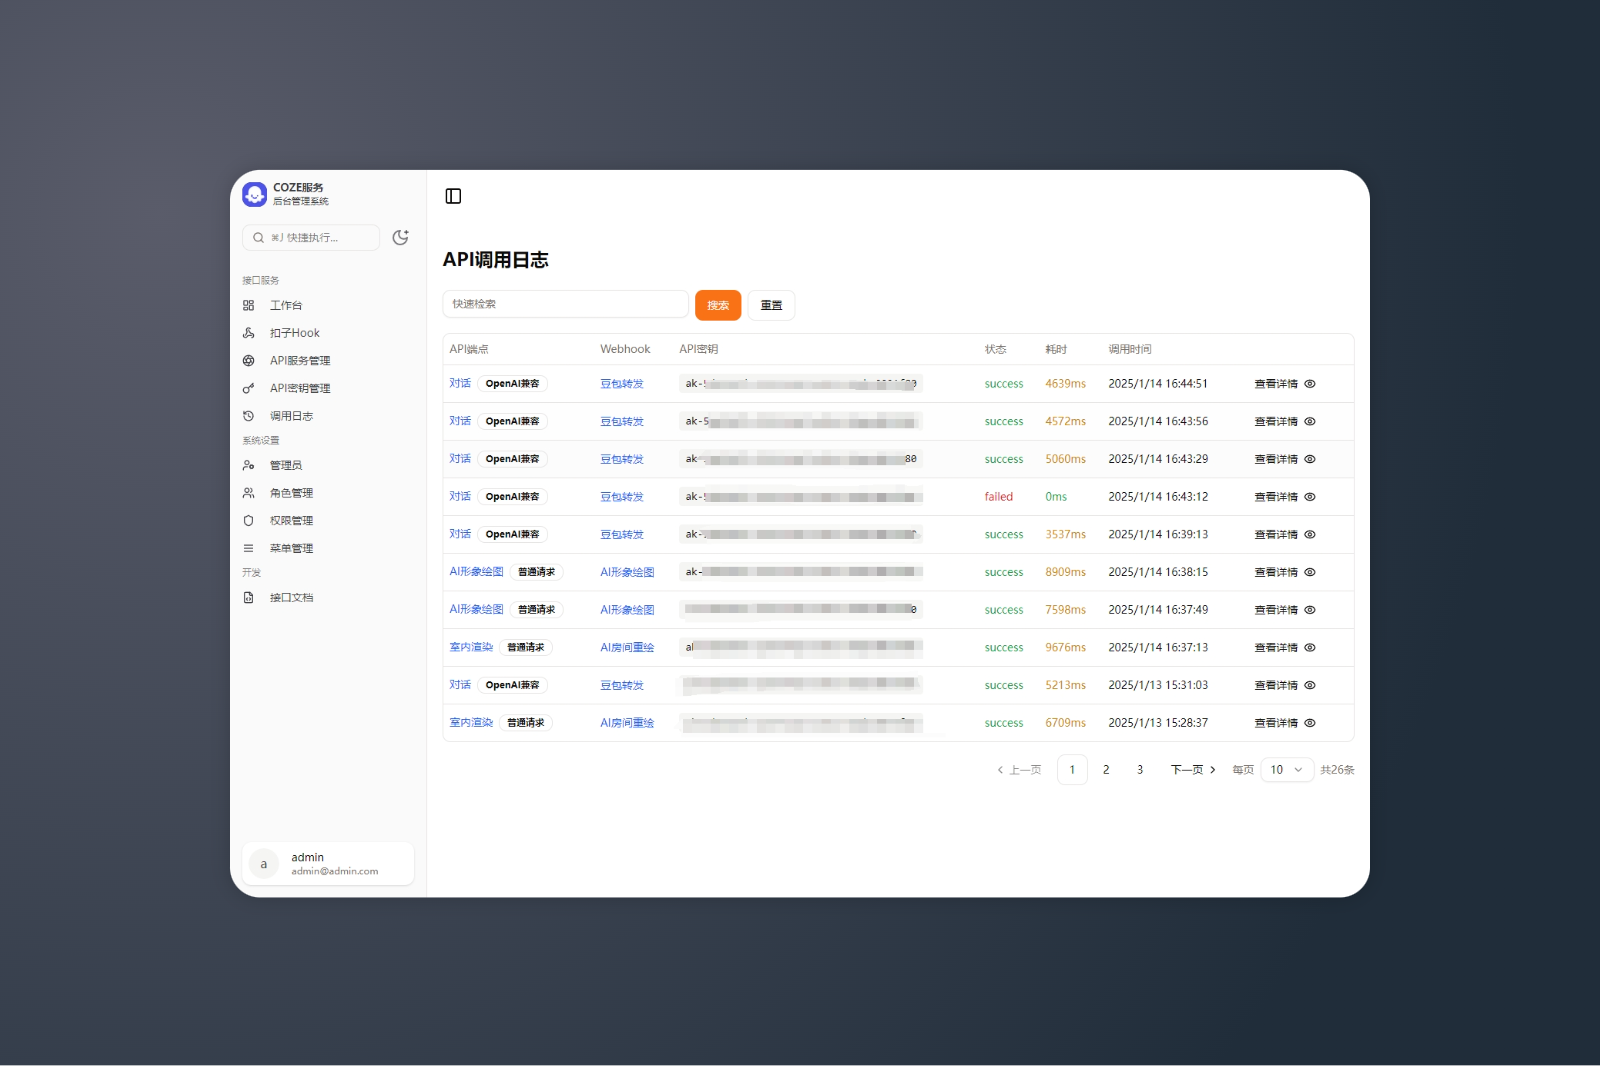 COZE服务
后台管理系统
⌘J 快捷执行...
接口服务
工作台
扣子Hook
API服务管理
API密钥管理
调用日志
系统设置
管理员
角色管理
权限管理
菜单管理
开发
接口文档
a
admin
admin@admin.com
API调用日志
快速检索 搜索 重置
API端点 Webhook API密钥 状态 耗时 调用时间
对话 OpenAI兼容 豆包转发 ak- success 4639ms 2025/1/14 16:44:51 查看详情
对话 OpenAI兼容 豆包转发 ak-5 success 4572ms 2025/1/14 16:43:56 查看详情
对话 OpenAI兼容 豆包转发 ak- 80 success 5060ms 2025/1/14 16:43:29 查看详情
对话 OpenAI兼容 豆包转发 ak- failed 0ms 2025/1/14 16:43:12 查看详情
对话 OpenAI兼容 豆包转发 ak- success 3537ms 2025/1/14 16:39:13 查看详情
AI形象绘图 普通请求 AI形象绘图 ak- success 8909ms 2025/1/14 16:38:15 查看详情
AI形象绘图 普通请求 AI形象绘图 success 7598ms 2025/1/14 16:37:49 查看详情
室内渲染 普通请求 AI房间重绘 success 9676ms 2025/1/14 16:37:13 查看详情
对话 OpenAI兼容 豆包转发 success 5213ms 2025/1/13 15:31:03 查看详情
室内渲染 普通请求 AI房间重绘 success 6709ms 2025/1/13 15:28:37 查看详情
上一页 1 2 3 下一页 每页 10 共26条